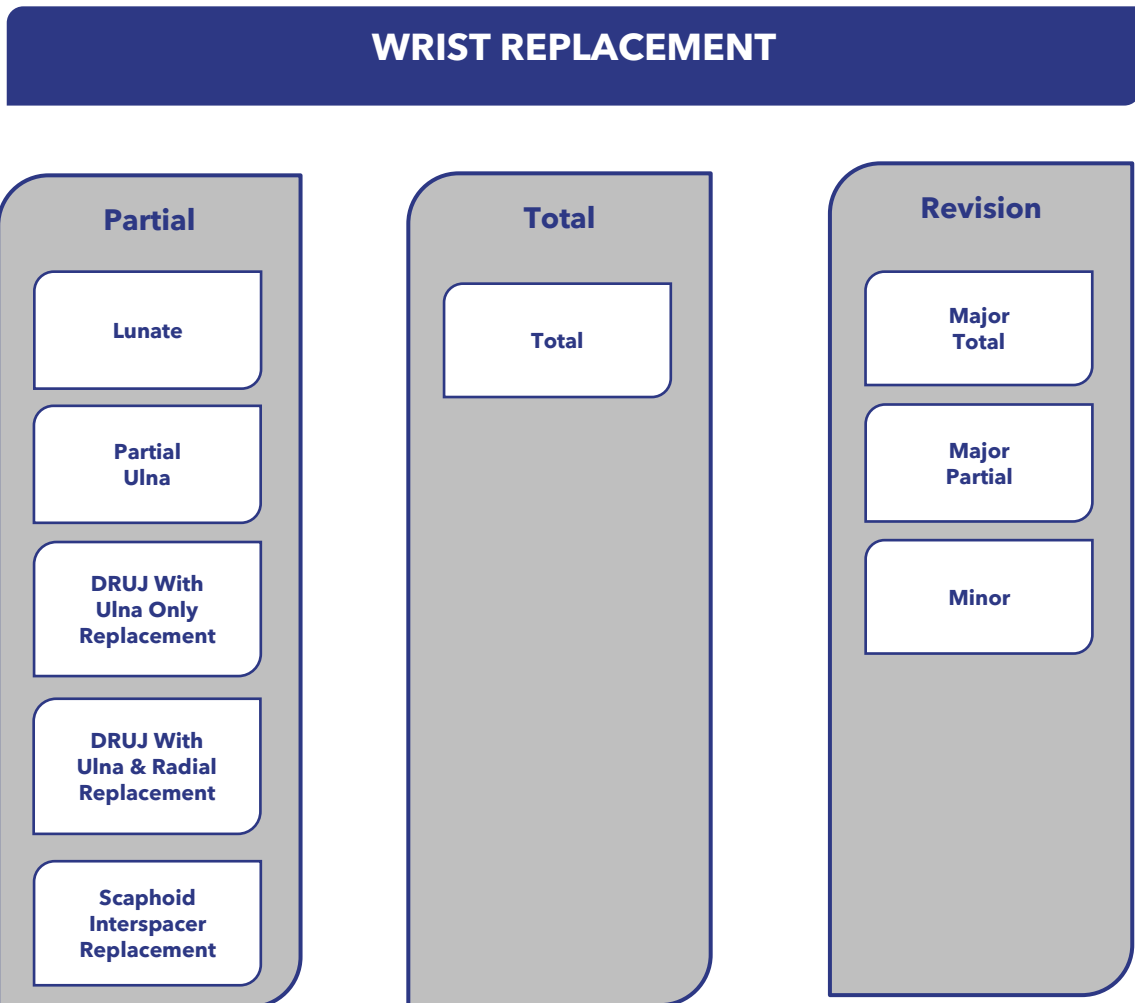 WRIST REPLACEMENT
Partial
Lunate
Partial
Ulna
DRUJ With
Ulna Only
Replacement
DRUJ With
Ulna & Radial
Replacement
Scaphoid
Interspacer
Replacement
Total
Total
Revision
Major
Total
Major
Partial
Minor